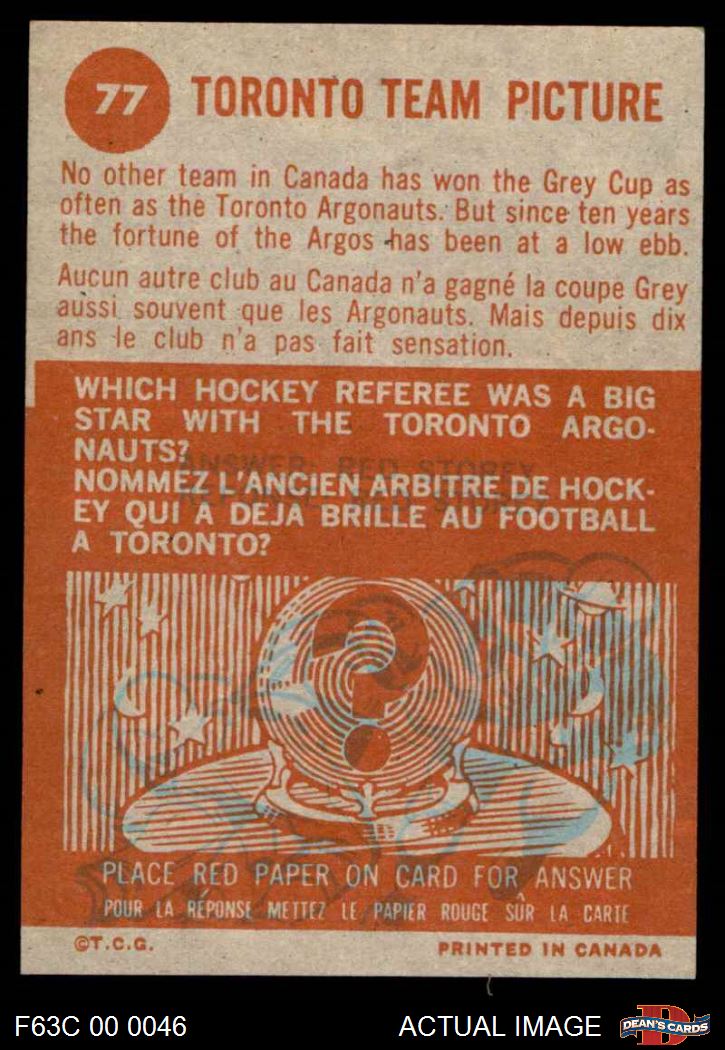 77 TORONTO TEAM PICTURE
No other team in Canada has won the Grey Cup as
often as the Toronto Argonauts. But since ten years
the fortune of the Argos has been at a low ebb.
Aucun autre club au Canada n'a gagné la coupe Grey
aussi souvent que les Argonauts. Mais depuis dix
ans le club n'a pas fait sensation.
WHICH HOCKEY REFEREE WAS A BIG
STAR WITH THE TORONTO ARGO-
NAUTS?
ANSWER: RED STOREY
NOMMEZ L'ANCIEN ARBITRE DE HOCK-
EY QUI A DEJA BRILLE AU FOOTBALL
A TORONTO?
?
PLACE RED PAPER ON CARD FOR ANSWER
POUR LA RÉPONSE METTEZ LE PAPIER ROUGE SÛR LA CARTE
©T.C.G. PRINTED IN CANADA
F63C 00 0046 ACTUAL IMAGE D DEAN'S CARDS